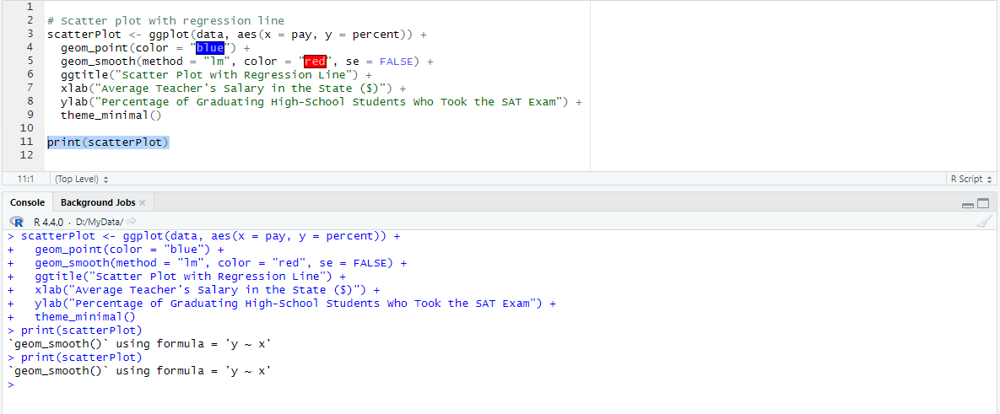 1
2 # Scatter plot with regression line
3 scatterPlot <- ggplot(data, aes(x = pay, y = percent)) +
4   geom_point(color = "blue") +
5   geom_smooth(method = "lm", color = "red", se = FALSE) +
6   ggtitle("Scatter Plot with Regression Line") +
7   xlab("Average Teacher's Salary in the State ($)") +
8   ylab("Percentage of Graduating High-School Students Who Took the SAT Exam") +
9   theme_minimal()
10
11 print(scatterPlot)
12
11:1 (Top Level) R Script
Console Background Jobs
R R 4.4.0 · D:/MyData/
> scatterPlot <- ggplot(data, aes(x = pay, y = percent)) +
+   geom_point(color = "blue") +
+   geom_smooth(method = "lm", color = "red", se = FALSE) +
+   ggtitle("Scatter Plot with Regression Line") +
+   xlab("Average Teacher's Salary in the State ($)") +
+   ylab("Percentage of Graduating High-School Students Who Took the SAT Exam") +
+   theme_minimal()
> print(scatterPlot)
`geom_smooth()` using formula = 'y ~ x'
> print(scatterPlot)
`geom_smooth()` using formula = 'y ~ x'
>